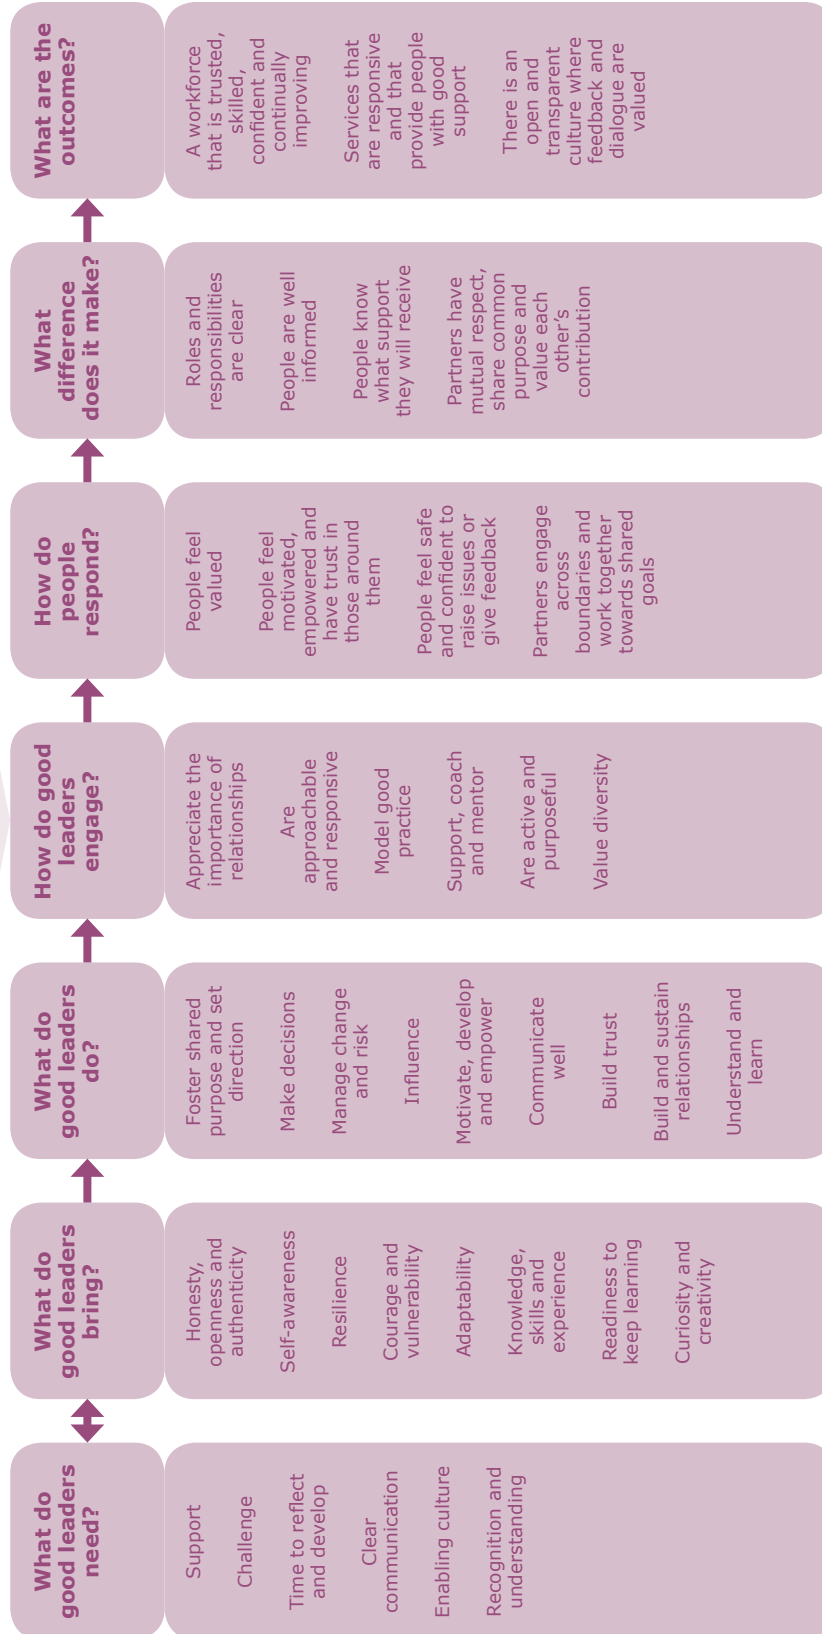 What do
good leaders
need?
Support
Challenge
Time to reflect
and develop
Clear
communication
Enabling culture
Recognition and
understanding
What do
good leaders
bring?
Honesty,
openness and
authenticity
Self-awareness
Resilience
Courage and
vulnerability
Adaptability
Knowledge,
skills and
experience
Readiness to
keep learning
Curiosity and
creativity
What do
good leaders
do?
Foster shared
purpose and set
direction
Make decisions
Manage change
and risk
Influence
Motivate, develop
and empower
Communicate
well
Build trust
Build and sustain
relationships
Understand and
learn
How do good
leaders
engage?
Appreciate the
importance of
relationships
Are
approachable
and responsive
Model good
practice
Support, coach
and mentor
Are active and
purposeful
Value diversity
How do
people
respond?
People feel
valued
People feel
motivated,
empowered and
have trust in
those around
them
People feel safe
and confident to
raise issues or
give feedback
Partners engage
across
boundaries and
work together
towards shared
goals
What
difference
does it make?
Roles and
responsibilities
are clear
People are well
informed
People know
what support
they will receive
Partners have
mutual respect,
share common
purpose and
value each
other’s
contribution
What are the
outcomes?
A workforce
that is trusted,
skilled,
confident and
continually
improving
Services that
are responsive
and that
provide people
with good
support
There is an
open and
transparent
culture where
feedback and
dialogue are
valued